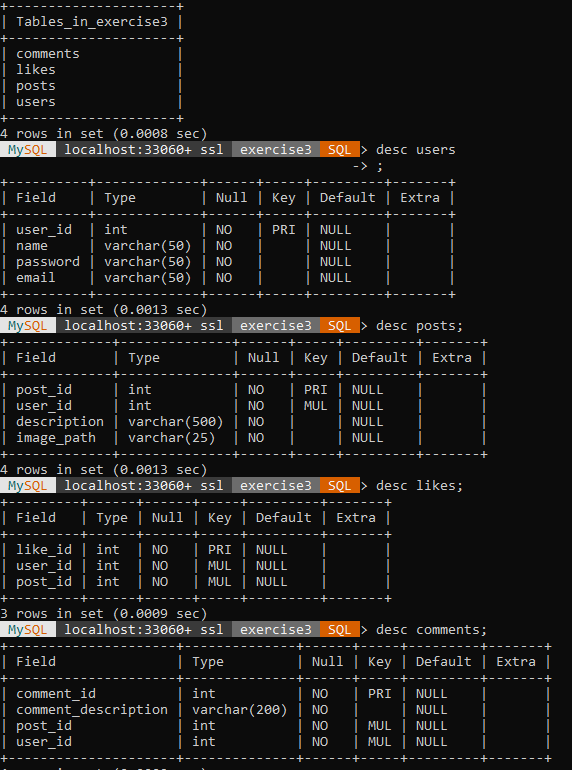 +---------------------+
| Tables_in_exercise3 |
+---------------------+
| comments            |
| likes               |
| posts               |
| users               |
+---------------------+
4 rows in set (0.0008 sec)
MySQL localhost:33060+ ssl exercise3 SQL > desc users
-> ;
+----------+-------------+------+-----+---------+-------+
| Field    | Type        | Null | Key | Default | Extra |
+----------+-------------+------+-----+---------+-------+
| user_id  | int         | NO   | PRI | NULL    |       |
| name     | varchar(50) | NO   |     | NULL    |       |
| password | varchar(50) | NO   |     | NULL    |       |
| email    | varchar(50) | NO   |     | NULL    |       |
+----------+-------------+------+-----+---------+-------+
4 rows in set (0.0013 sec)
MySQL localhost:33060+ ssl exercise3 SQL > desc posts;
+-------------+--------------+------+-----+---------+-------+
| Field       | Type         | Null | Key | Default | Extra |
+-------------+--------------+------+-----+---------+-------+
| post_id     | int          | NO   | PRI | NULL    |       |
| user_id     | int          | NO   | MUL | NULL    |       |
| description | varchar(500) | NO   |     | NULL    |       |
| image_path  | varchar(25)  | NO   |     | NULL    |       |
+-------------+--------------+------+-----+---------+-------+
4 rows in set (0.0013 sec)
MySQL localhost:33060+ ssl exercise3 SQL > desc likes;
+---------+------+------+-----+---------+-------+
| Field   | Type | Null | Key | Default | Extra |
+---------+------+------+-----+---------+-------+
| like_id | int  | NO   | PRI | NULL    |       |
| user_id | int  | NO   | MUL | NULL    |       |
| post_id | int  | NO   | MUL | NULL    |       |
+---------+------+------+-----+---------+-------+
3 rows in set (0.0009 sec)
MySQL localhost:33060+ ssl exercise3 SQL > desc comments;
+---------------------+--------------+------+-----+---------+-------+
| Field               | Type         | Null | Key | Default | Extra |
+---------------------+--------------+------+-----+---------+-------+
| comment_id          | int          | NO   | PRI | NULL    |       |
| comment_description | varchar(200) | NO   |     | NULL    |       |
| post_id             | int          | NO   | MUL | NULL    |       |
| user_id             | int          | NO   | MUL | NULL    |       |
+---------------------+--------------+------+-----+---------+-------+